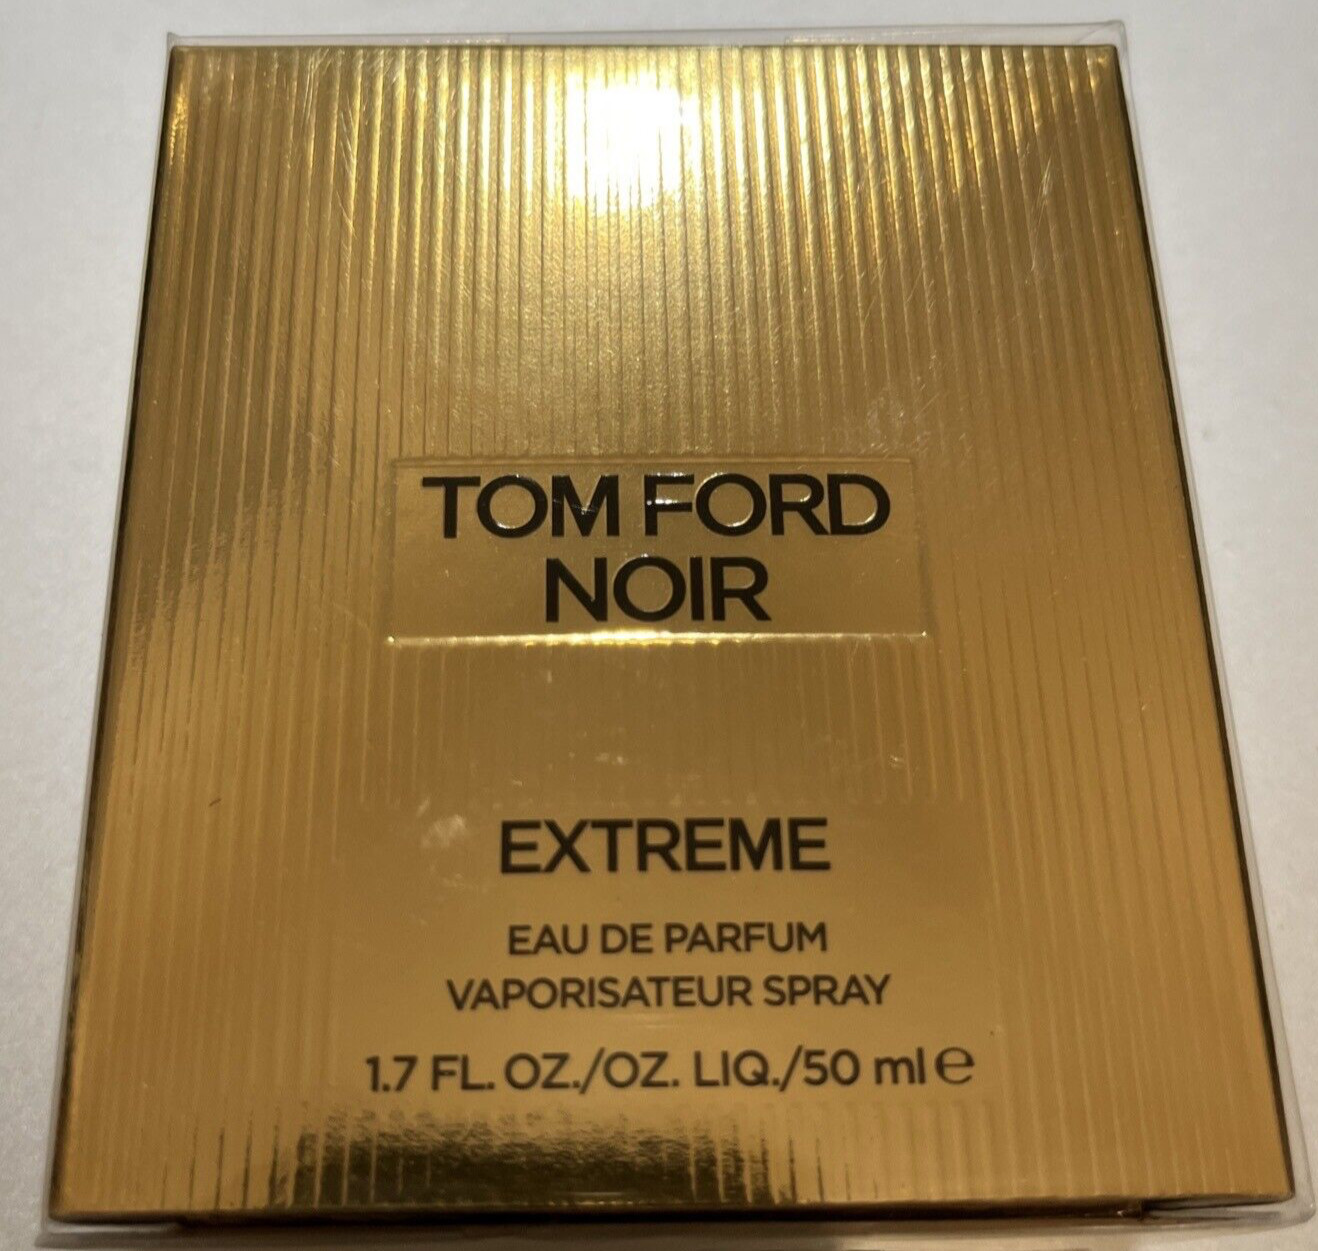 TOM FORD
NOIR
EXTREME
EAU DE PARFUM
VAPORISATEUR SPRAY
1.7 FL. OZ./OZ. LIQ./50 ml ℮